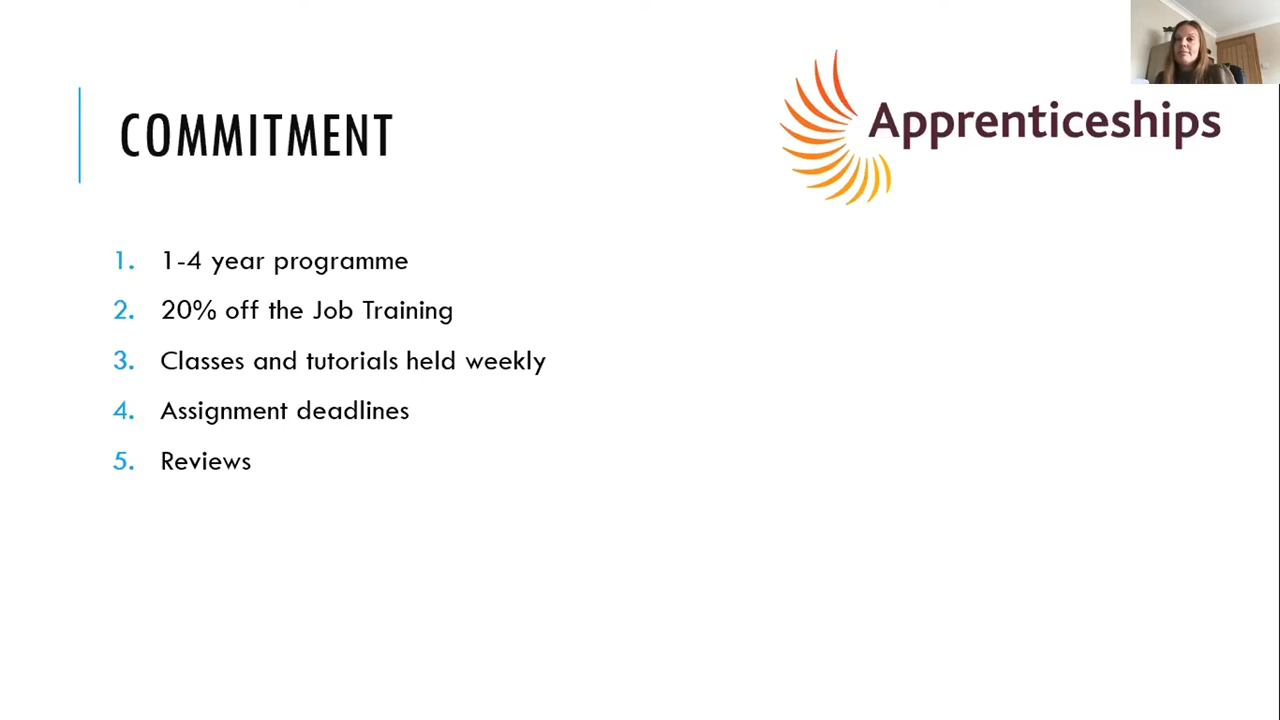 COMMITMENT
Apprenticeships
1. 1-4 year programme
2. 20% off the Job Training
3. Classes and tutorials held weekly
4. Assignment deadlines
5. Reviews